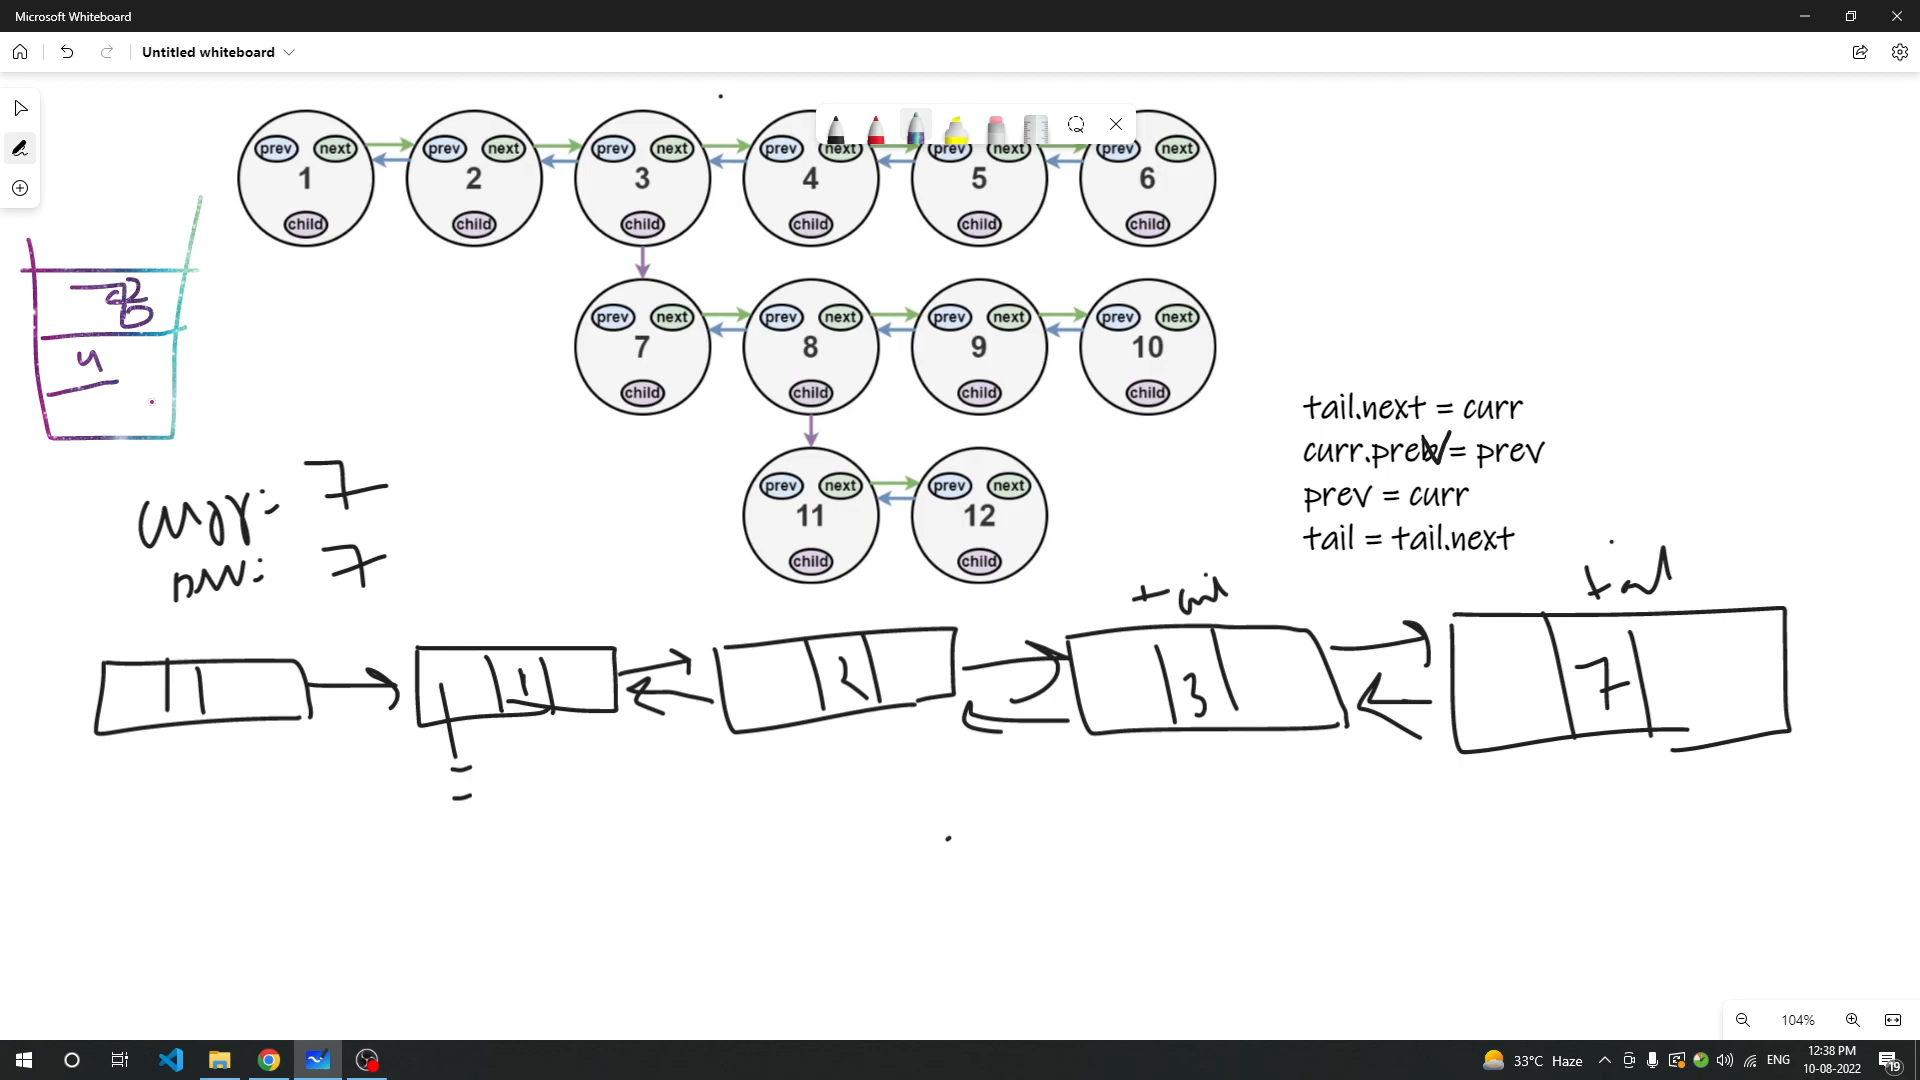 Microsoft Whiteboard
Untitled whiteboard
prev next prev next prev next prev next prev next prev next
1 2 3 4 5 6
child child child child child child
prev next prev next prev next prev next
7 8 9 10
child child child child
4
tail.next = curr
curr.prev = prev
prev = curr
tail = tail.next
prev next prev next
11 12
child child
curr: 7
7
tail tail
1 2 3 7
104%
33°C Haze
ENG
12:38 PM
10-08-2022
19